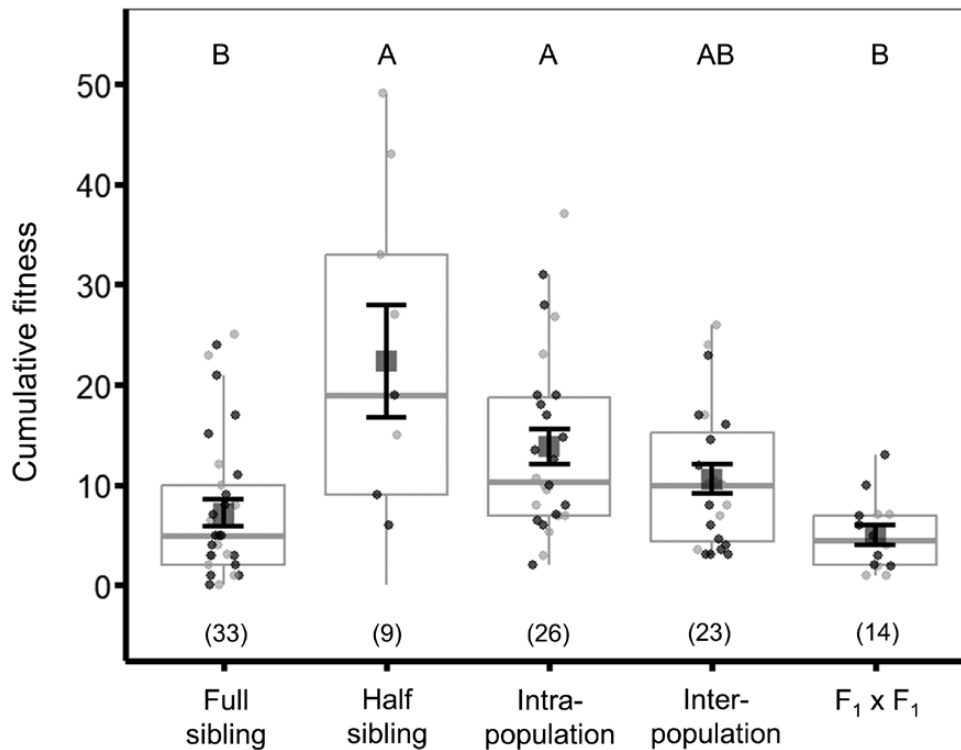 B A A AB B
50
40
30
20
10
0
Cumulative fitness
(33) (9) (26) (23) (14)
Full Half Intra- Inter- F₁ x F₁
sibling sibling population population